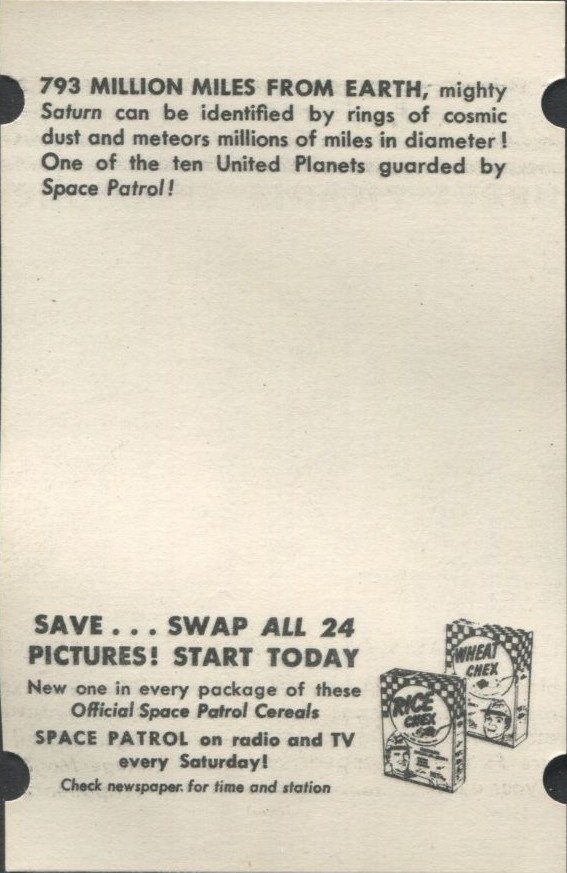 793 MILLION MILES FROM EARTH, mighty
Saturn can be identified by rings of cosmic
dust and meteors millions of miles in diameter!
One of the ten United Planets guarded by
Space Patrol!
SAVE... SWAP ALL 24
PICTURES! START TODAY
New one in every package of these
Official Space Patrol Cereals
SPACE PATROL on radio and TV
every Saturday!
Check newspaper for time and station
WHEAT
CHEX
RICE
CHEX